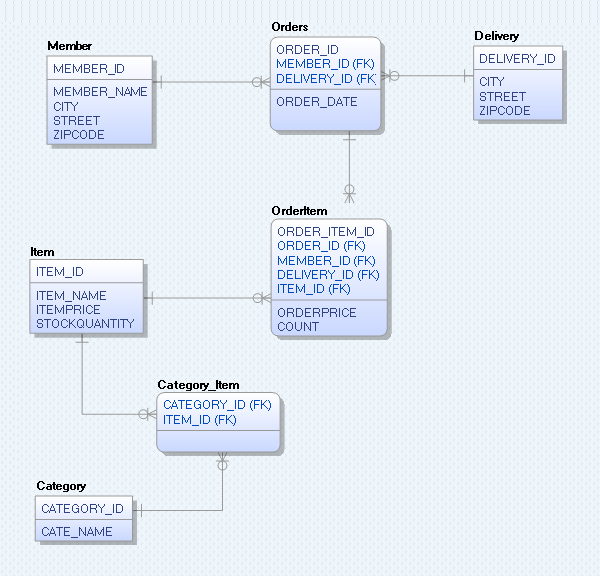 Member
MEMBER_ID
MEMBER_NAME
CITY
STREET
ZIPCODE
Orders
ORDER_ID
MEMBER_ID (FK)
DELIVERY_ID (FK)
ORDER_DATE
Delivery
DELIVERY_ID
CITY
STREET
ZIPCODE
OrderItem
ORDER_ITEM_ID
ORDER_ID (FK)
MEMBER_ID (FK)
DELIVERY_ID (FK)
ITEM_ID (FK)
ORDERPRICE
COUNT
Item
ITEM_ID
ITEM_NAME
ITEMPRICE
STOCKQUANTITY
Category_Item
CATEGORY_ID (FK)
ITEM_ID (FK)
Category
CATEGORY_ID
CATE_NAME